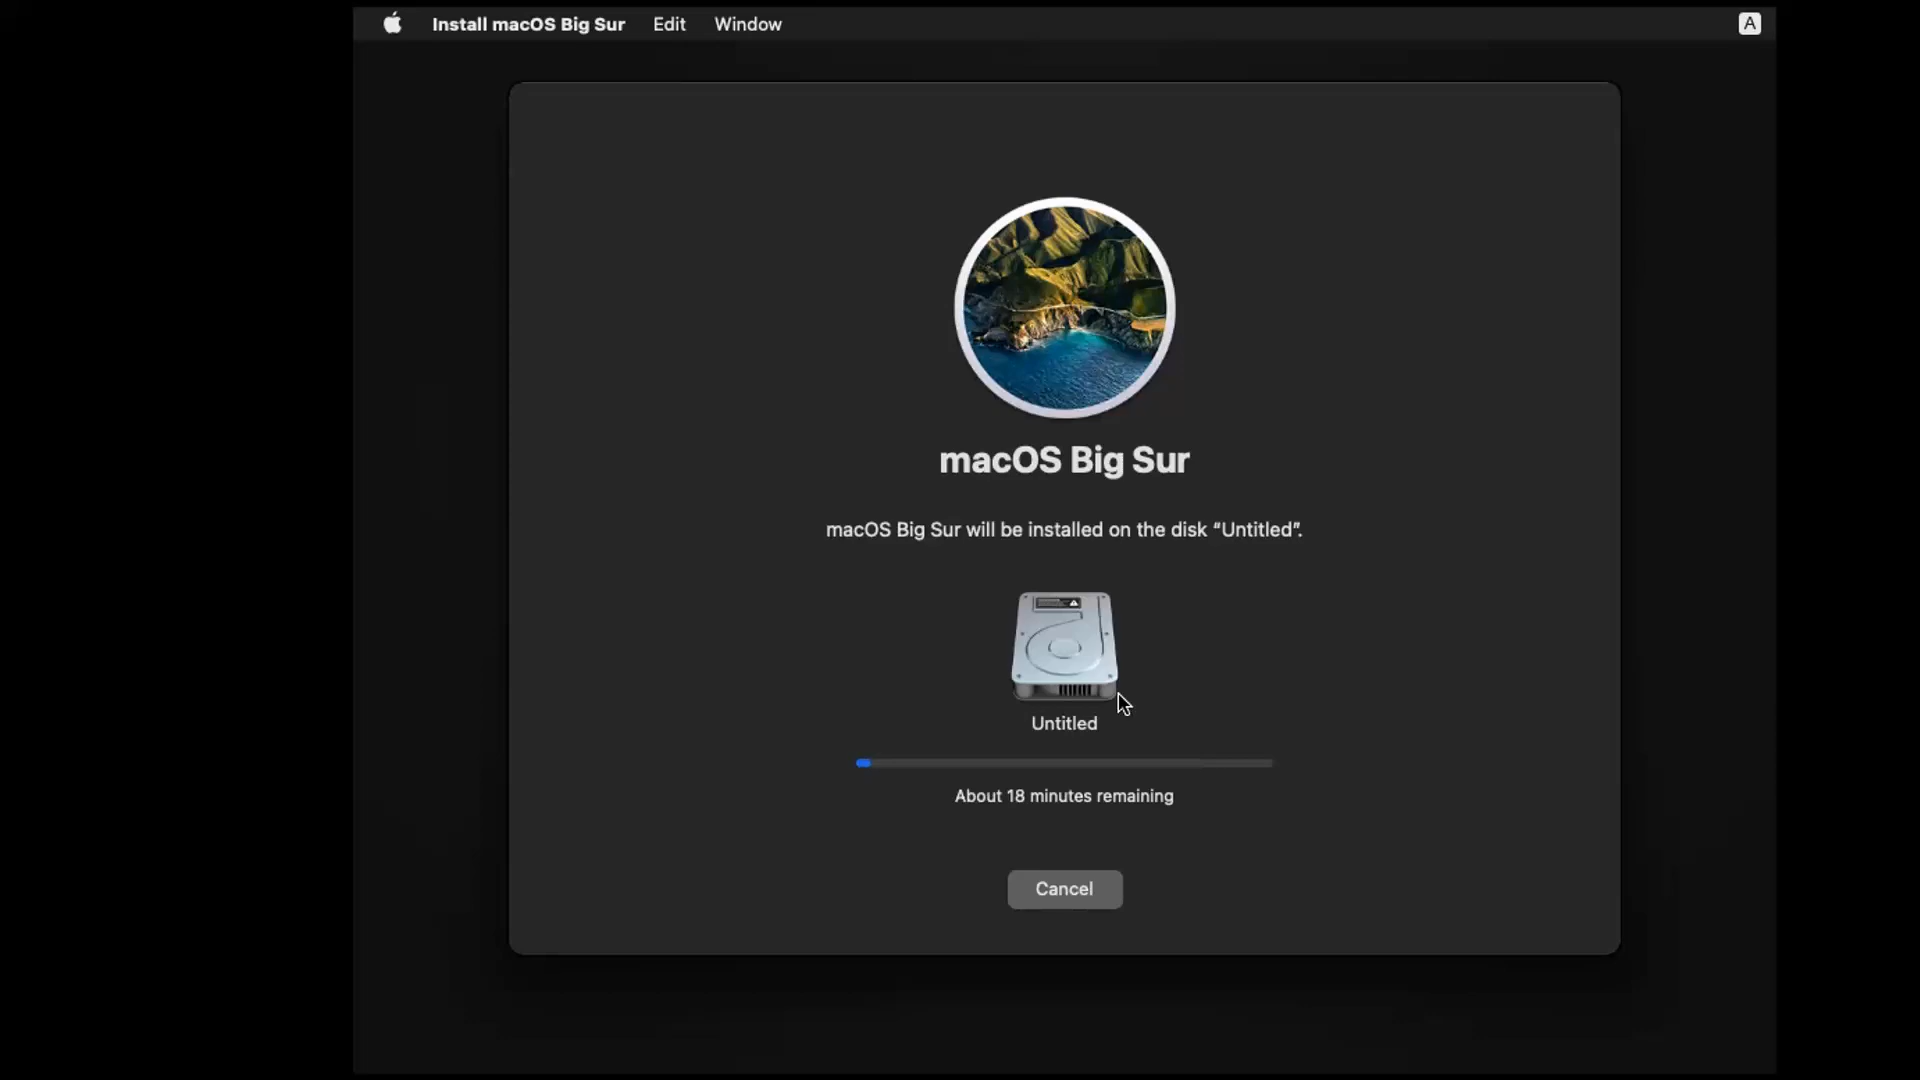 Install macOS Big Sur Edit Window A
macOS Big Sur
macOS Big Sur will be installed on the disk “Untitled”.
Untitled
About 18 minutes remaining
Cancel